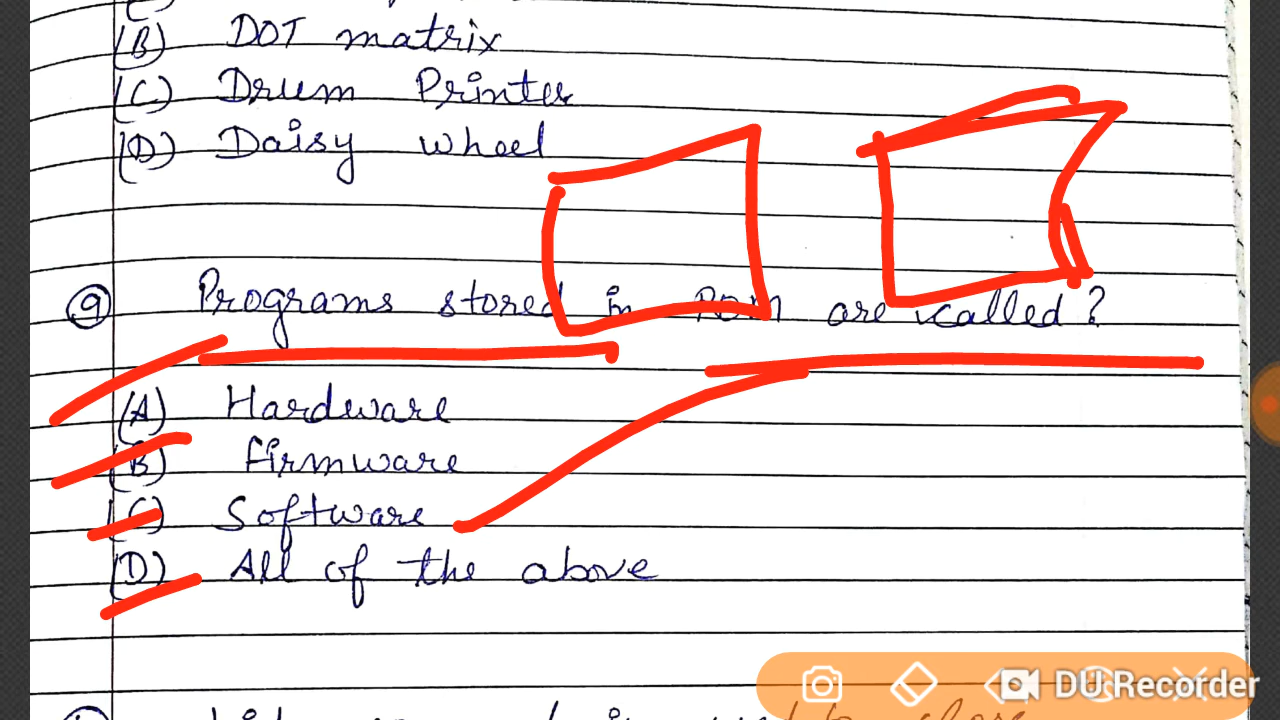 (B) DOT matrix
(C) Drum Printer
(D) Daisy wheel
9 Programs stored in ROM are called?
(A) Hardware
(B) firmware
(C) Software
(D) All of the above
DU Recorder